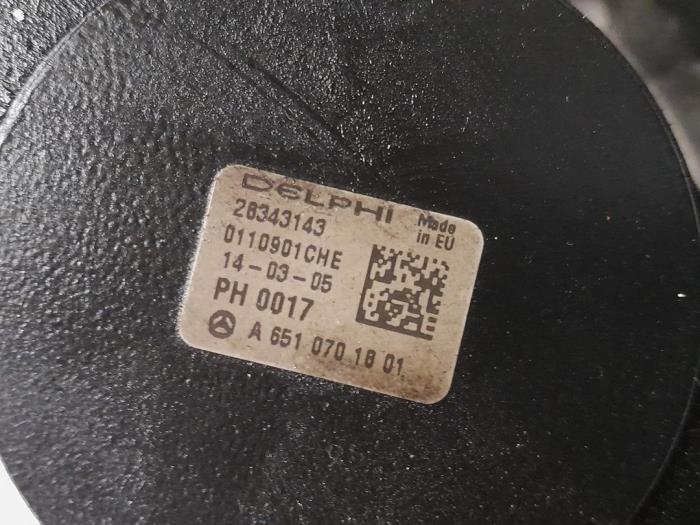 DELPHI
Made
in EU
28343143
0110901CHE
14-03-05
PH 0017
A 651 070 18 01